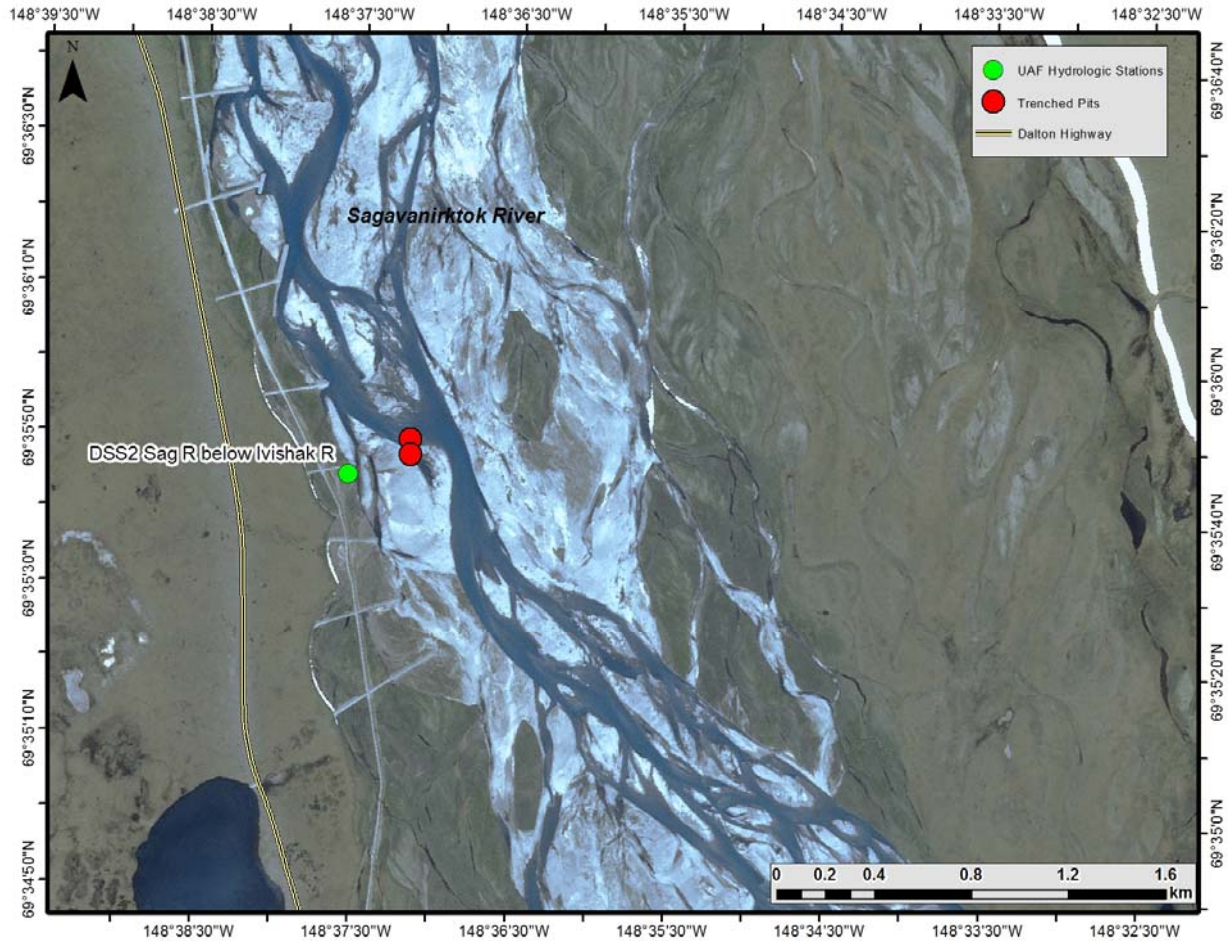 148°39'30"W 148°38'30"W 148°37'30"W 148°36'30"W 148°35'30"W 148°34'30"W 148°33'30"W 148°32'30"W
N
UAF Hydrologic Stations
Trenched Pits
Dalton Highway
69°36'30"N
69°36'10"N
69°35'50"N
69°35'30"N
69°35'10"N
69°34'50"N
69°36'40"N
69°36'20"N
69°36'0"N
69°35'40"N
69°35'20"N
69°35'0"N
Sagavanirktok River
DSS2 Sag R below Ivishak R
0 0.2 0.4 0.8 1.2 1.6
km
148°38'30"W 148°37'30"W 148°36'30"W 148°35'30"W 148°34'30"W 148°33'30"W 148°32'30"W